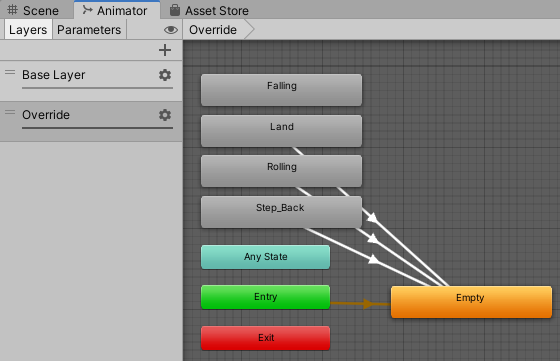 Scene Animator Asset Store
Layers Parameters Override
Base Layer
Override
Falling
Land
Rolling
Step_Back
Any State
Entry
Empty
Exit